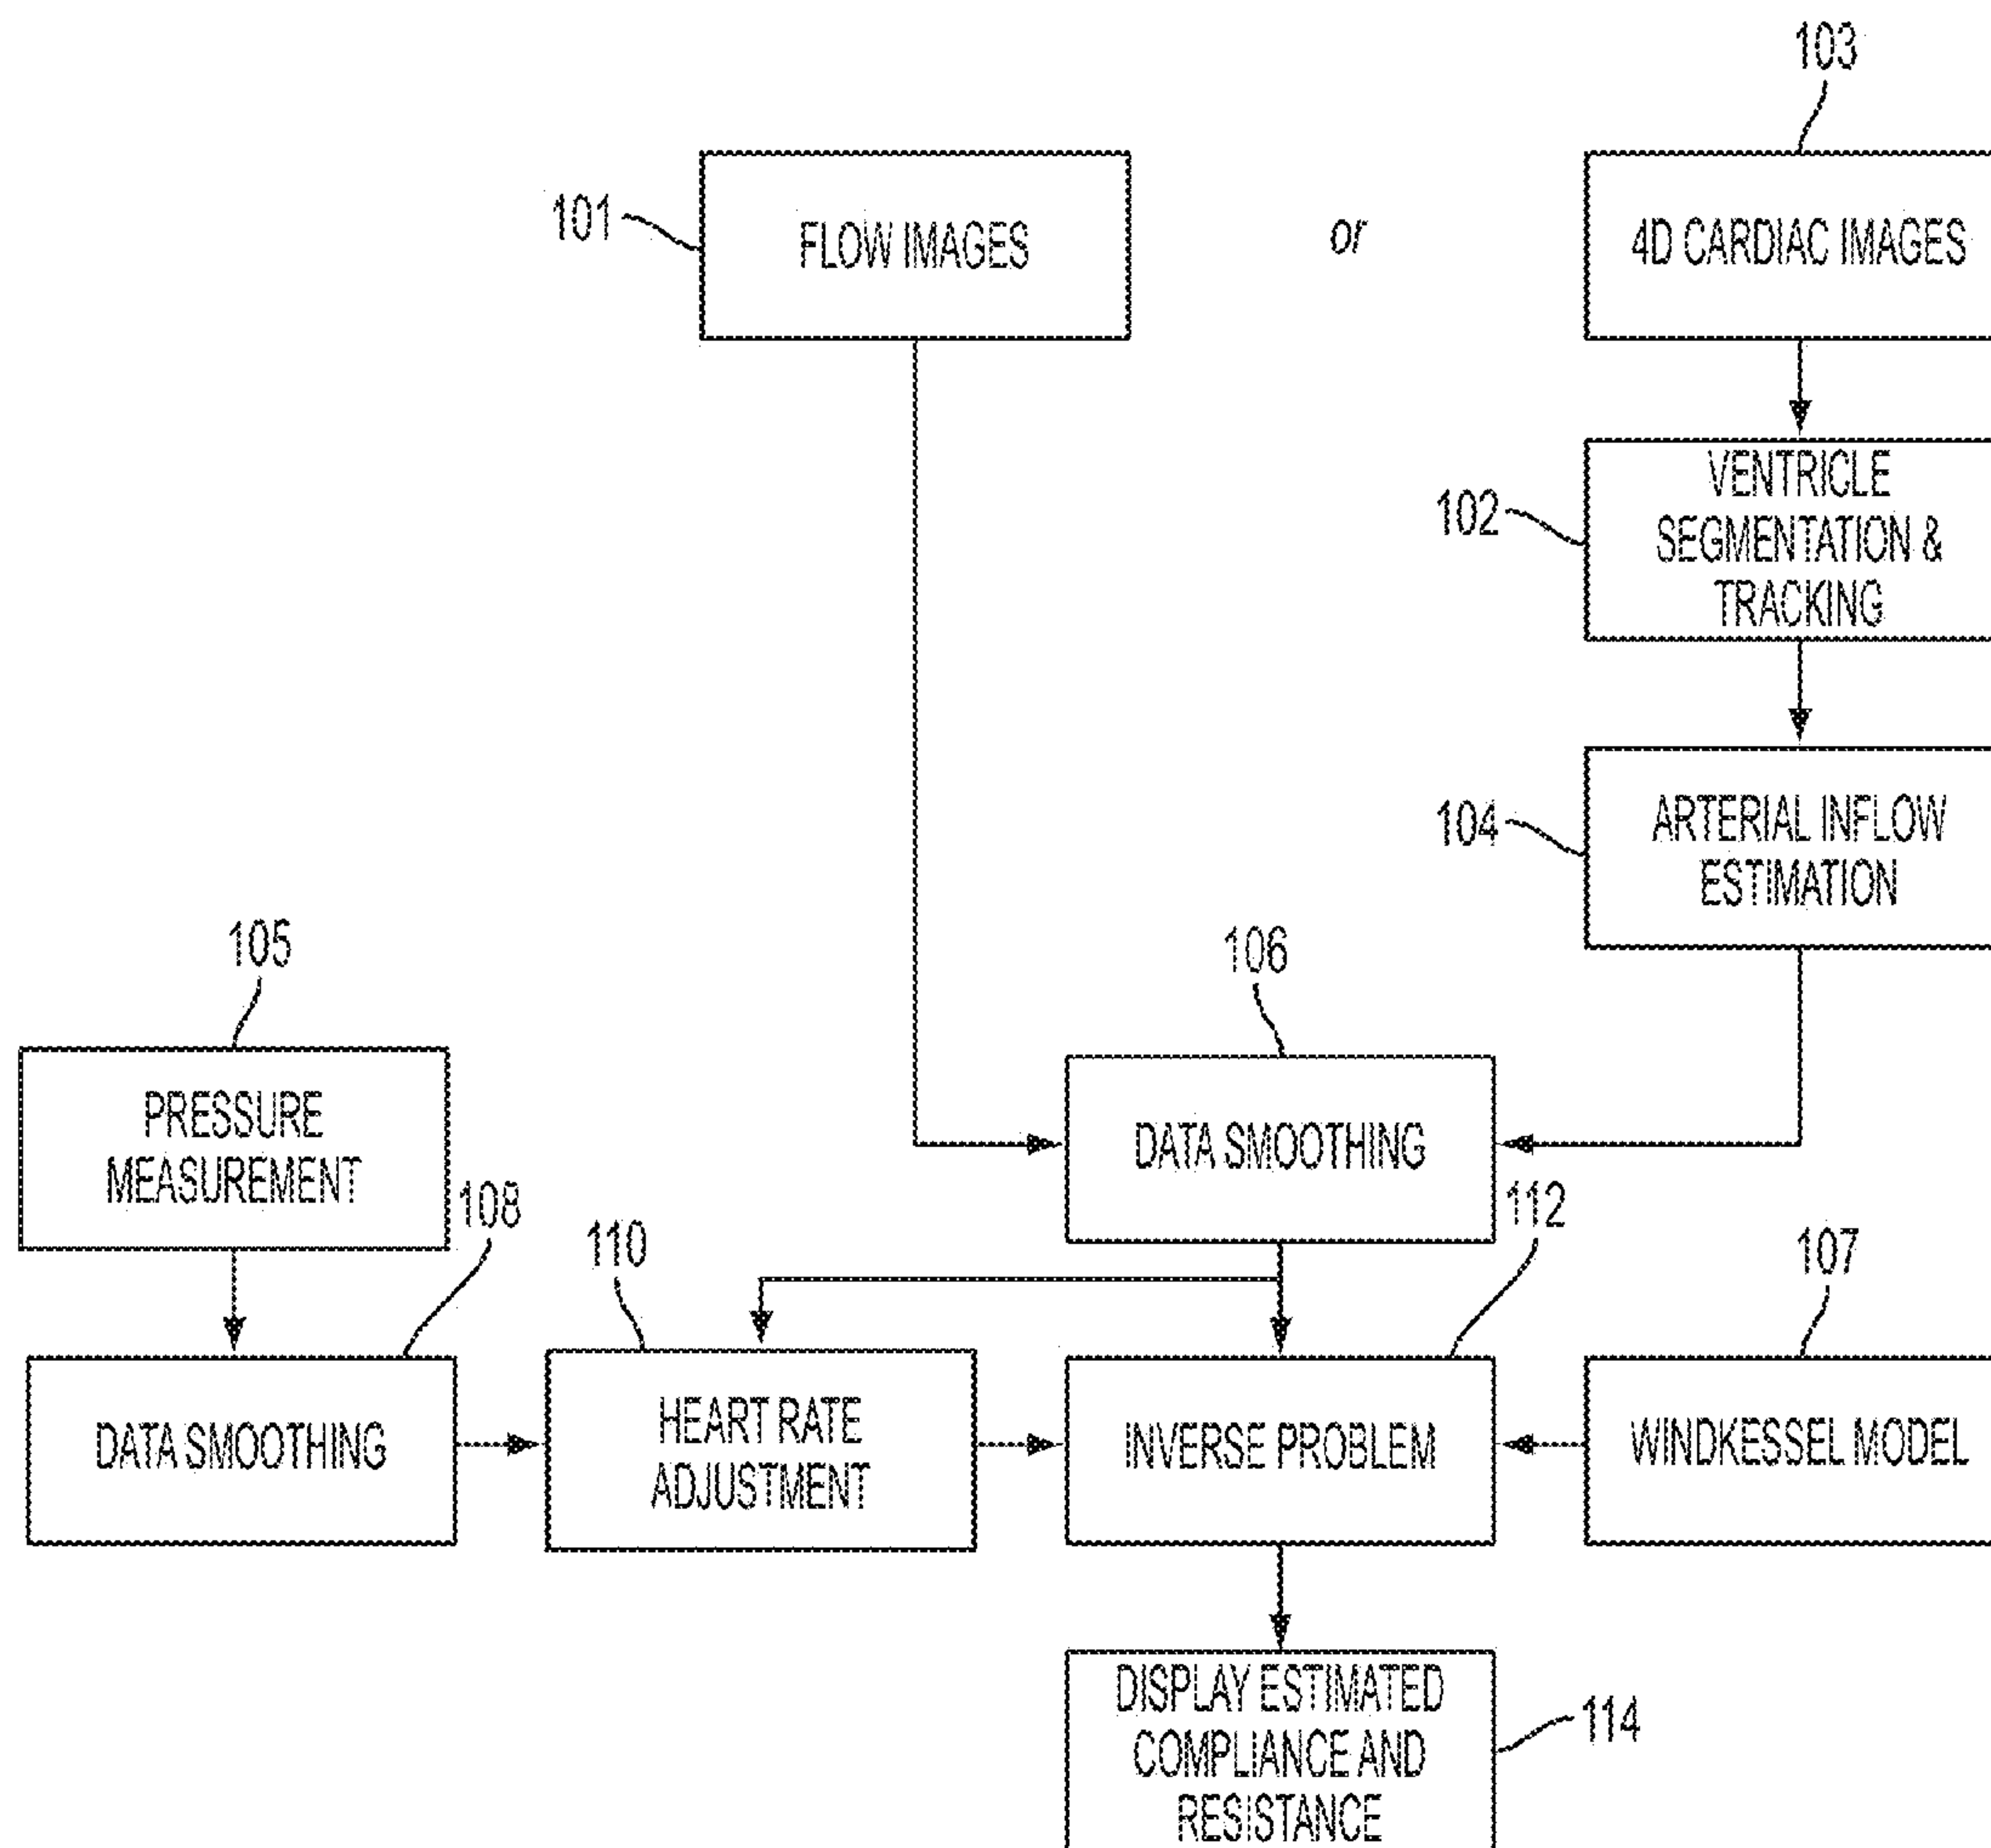 103
101
FLOW IMAGES
or
4D CARDIAC IMAGES
102
VENTRICLE
SEGMENTATION &
TRACKING
104
ARTERIAL INFLOW
ESTIMATION
105
106
PRESSURE
MEASUREMENT
DATA SMOOTHING
108
110
112
107
DATA SMOOTHING
HEART RATE
ADJUSTMENT
INVERSE PROBLEM
WINDKESSEL MODEL
DISPLAY ESTIMATED
COMPLIANCE AND
RESISTANCE
114